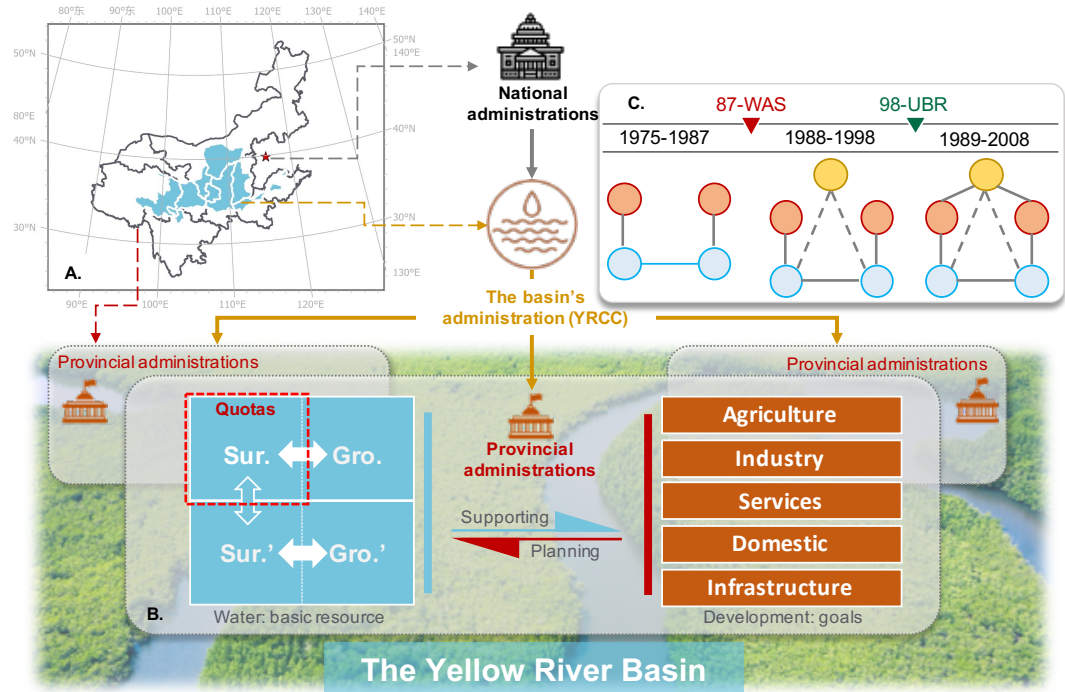 80°东 90°E 100°E 110°E 120°E 130°E 140°E
50°N
80°E
40°N
30°N
50°N
140°E
40°N
30°N
130°E
90°E 100°E 110°E 120°E
A.
National
administrations
C.
87-WAS
98-UBR
1975-1987
1988-1998
1989-2008
The basin's
administration (YRCC)
Provincial administrations
Provincial administrations
Quotas
Sur.
Gro.
Sur.'
Gro.'
Provincial
administrations
Supporting
Planning
Agriculture
Industry
Services
Domestic
Infrastructure
B.
Water: basic resource
Development: goals
The Yellow River Basin